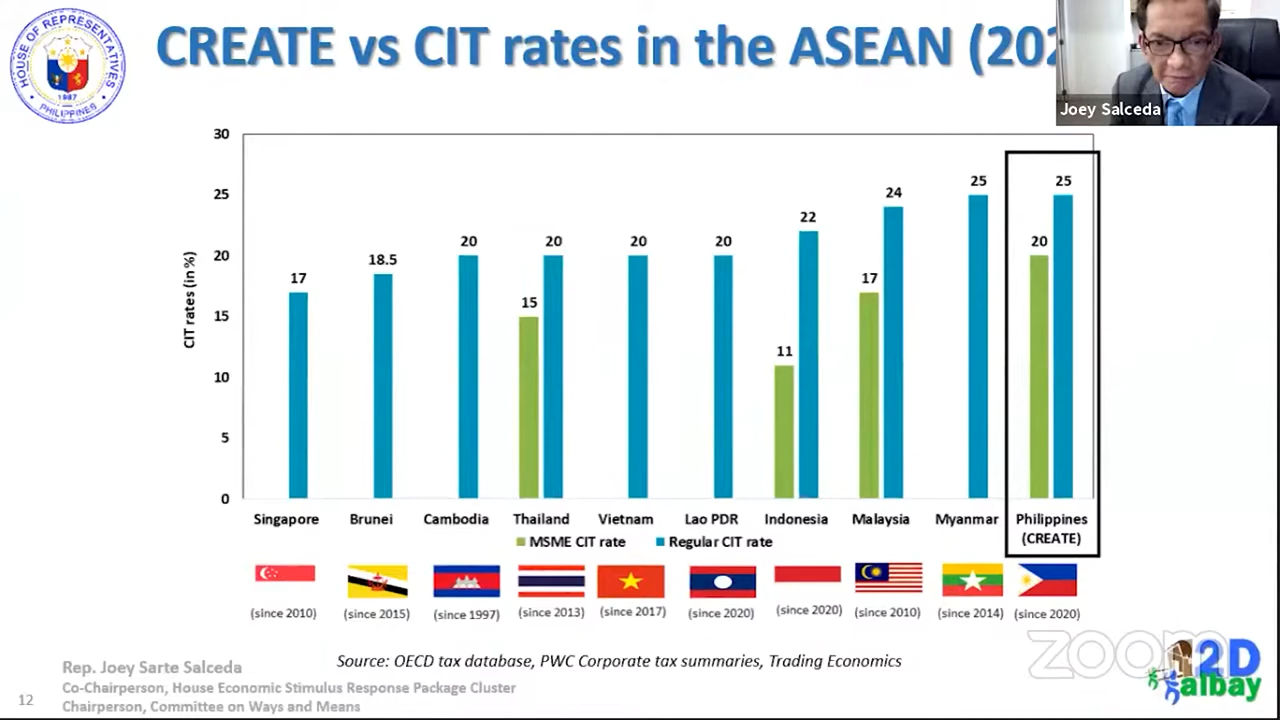 HOUSE OF REPRESENTATIVES
1987
PHILIPPINES
CREATE vs CIT rates in the ASEAN (202
Joey Salceda
CIT rates (in %)
30
25
20
15
10
5
0
17
18.5
20
15
20
20
20
11
22
17
24
25
20
25
Singapore
Brunei
Cambodia
Thailand
Vietnam
Lao PDR
Indonesia
Malaysia
Myanmar
Philippines
(CREATE)
MSME CIT rate
Regular CIT rate
(since 2010)
(since 2015)
(since 1997)
(since 2013)
(since 2017)
(since 2020)
(since 2020)
(since 2010)
(since 2014)
(since 2020)
Source: OECD tax database, PWC Corporate tax summaries, Trading Economics
zoom
2D
albay
Rep. Joey Sarte Salceda
Co-Chairperson, House Economic Stimulus Response Package Cluster
Chairperson, Committee on Ways and Means
12